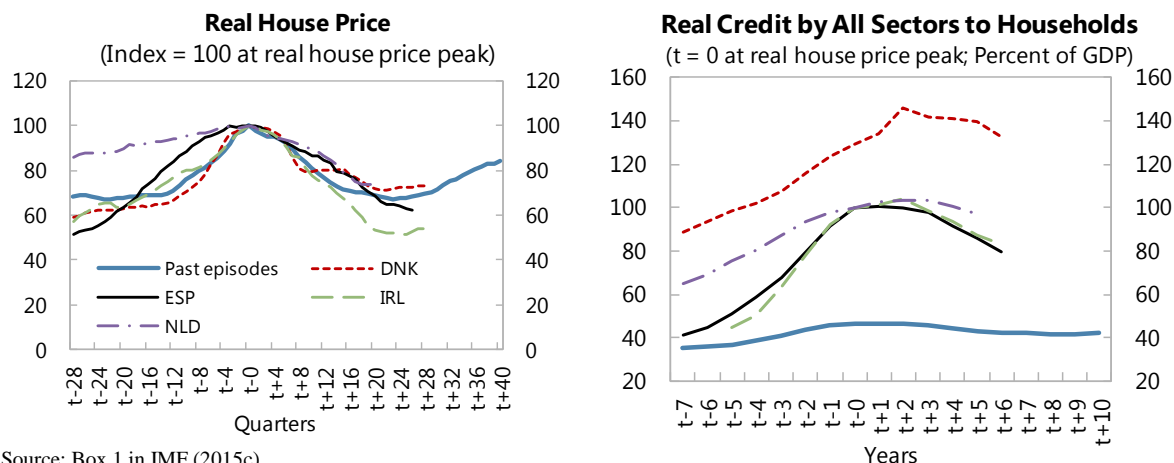 Real House Price
(Index = 100 at real house price peak)
120 120
100 100
80 80
60 60
40 40
20 20
0 0
Past episodes DNK
ESP IRL
NLD
t-28 t-24 t-20 t-16 t-12 t-8 t-4 t-0 t+4 t+8 t+12 t+16 t+20 t+24 t+28 t+32 t+36 t+40
Quarters
Source: Box 1 in IMF (2015c)
Real Credit by All Sectors to Households
(t = 0 at real house price peak; Percent of GDP)
160 160
140 140
120 120
100 100
80 80
60 60
40 40
20 20
t-7 t-6 t-5 t-4 t-3 t-2 t-1 t-0 t+1 t+2 t+3 t+4 t+5 t+6 t+7 t+8 t+9 t+10
Years